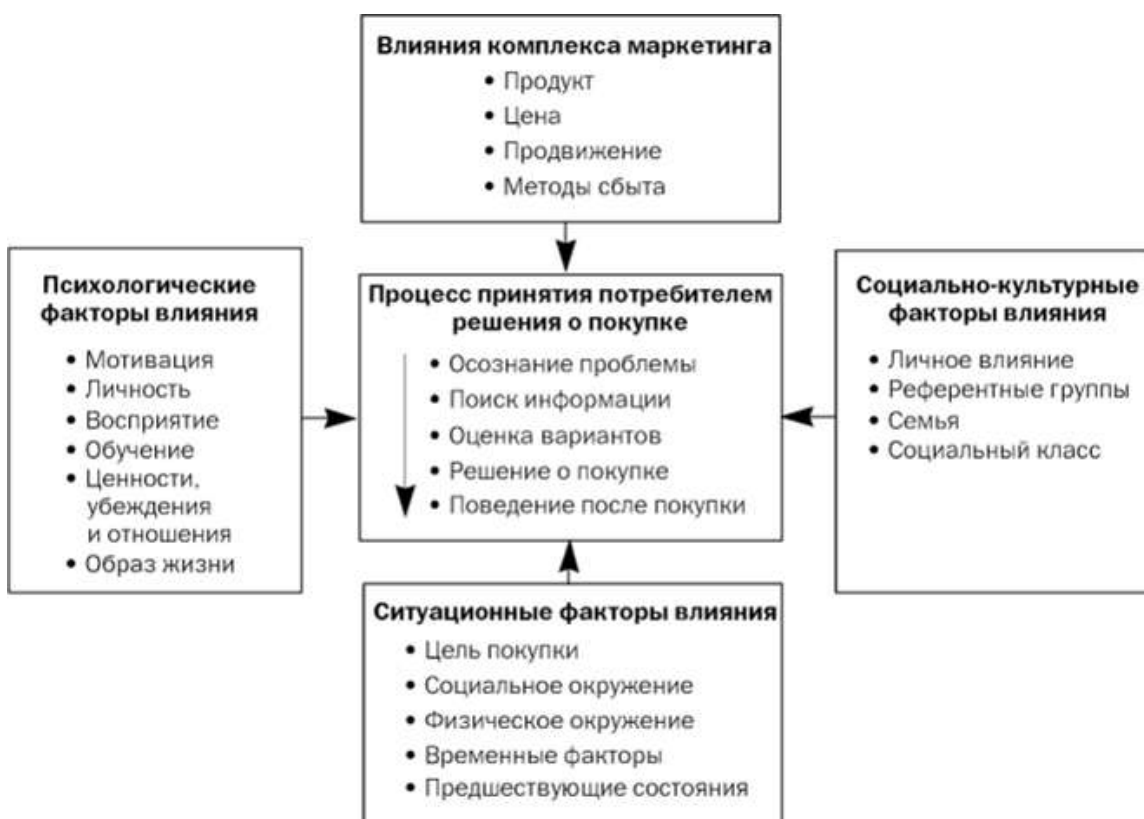 Влияния комплекса маркетинга
• Продукт
• Цена
• Продвижение
• Методы сбыта
Психологические
факторы влияния
• Мотивация
• Личность
• Восприятие
• Обучение
• Ценности,
убеждения
и отношения
• Образ жизни
Процесс принятия потребителем
решения о покупке
• Осознание проблемы
• Поиск информации
• Оценка вариантов
• Решение о покупке
• Поведение после покупки
Социально-культурные
факторы влияния
• Личное влияние
• Референтные группы
• Семья
• Социальный класс
Ситуационные факторы влияния
• Цель покупки
• Социальное окружение
• Физическое окружение
• Временные факторы
• Предшествующие состояния